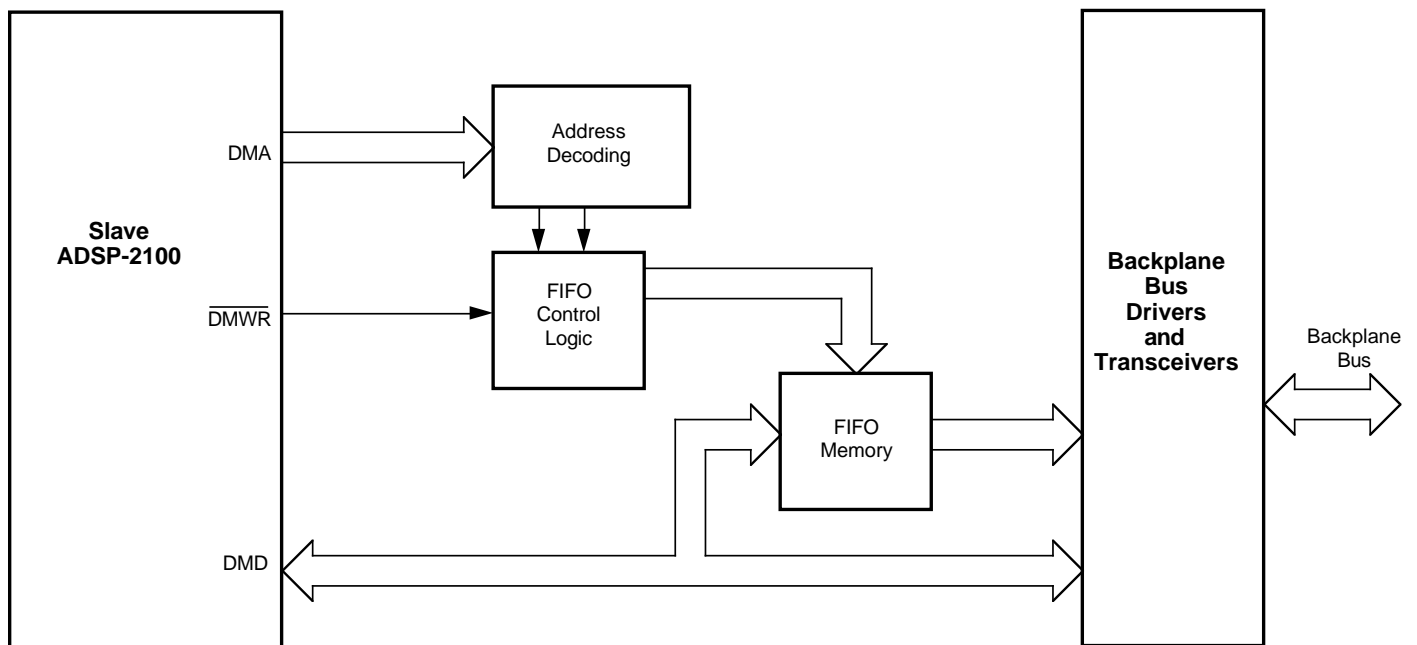 DMA
Slave
ADSP-2100
DMWR
DMD
Address
Decoding
FIFO
Control
Logic
FIFO
Memory
Backplane
Bus
Drivers
and
Transceivers
Backplane
Bus